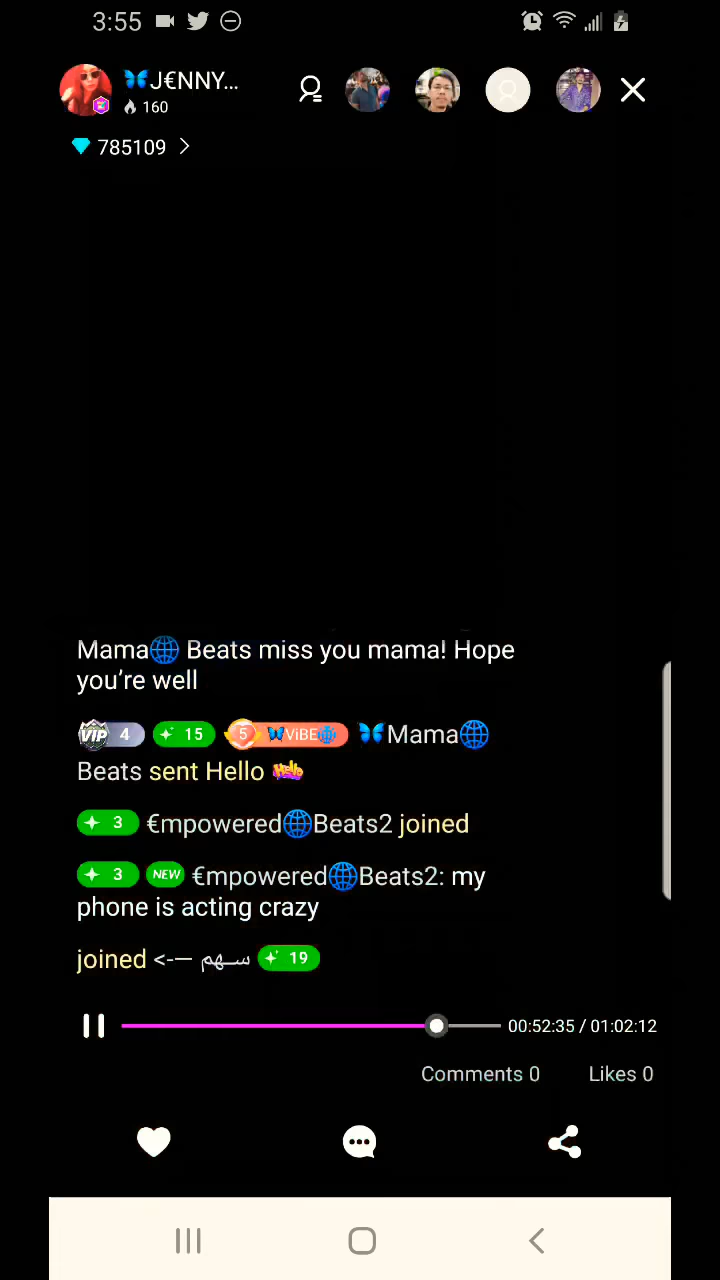 3:55
🦋J€NNY...
160
785109 >
Mama🌐 Beats miss you mama! Hope
you're well
VIP 4 15 5 🦋ViBE🌐 🦋Mama🌐
Beats sent Hello Hello
3 €mpowered🌐Beats2 joined
3 NEW €mpowered🌐Beats2: my
phone is acting crazy
joined <-— سهم 19
00:52:35 / 01:02:12
Comments 0 Likes 0